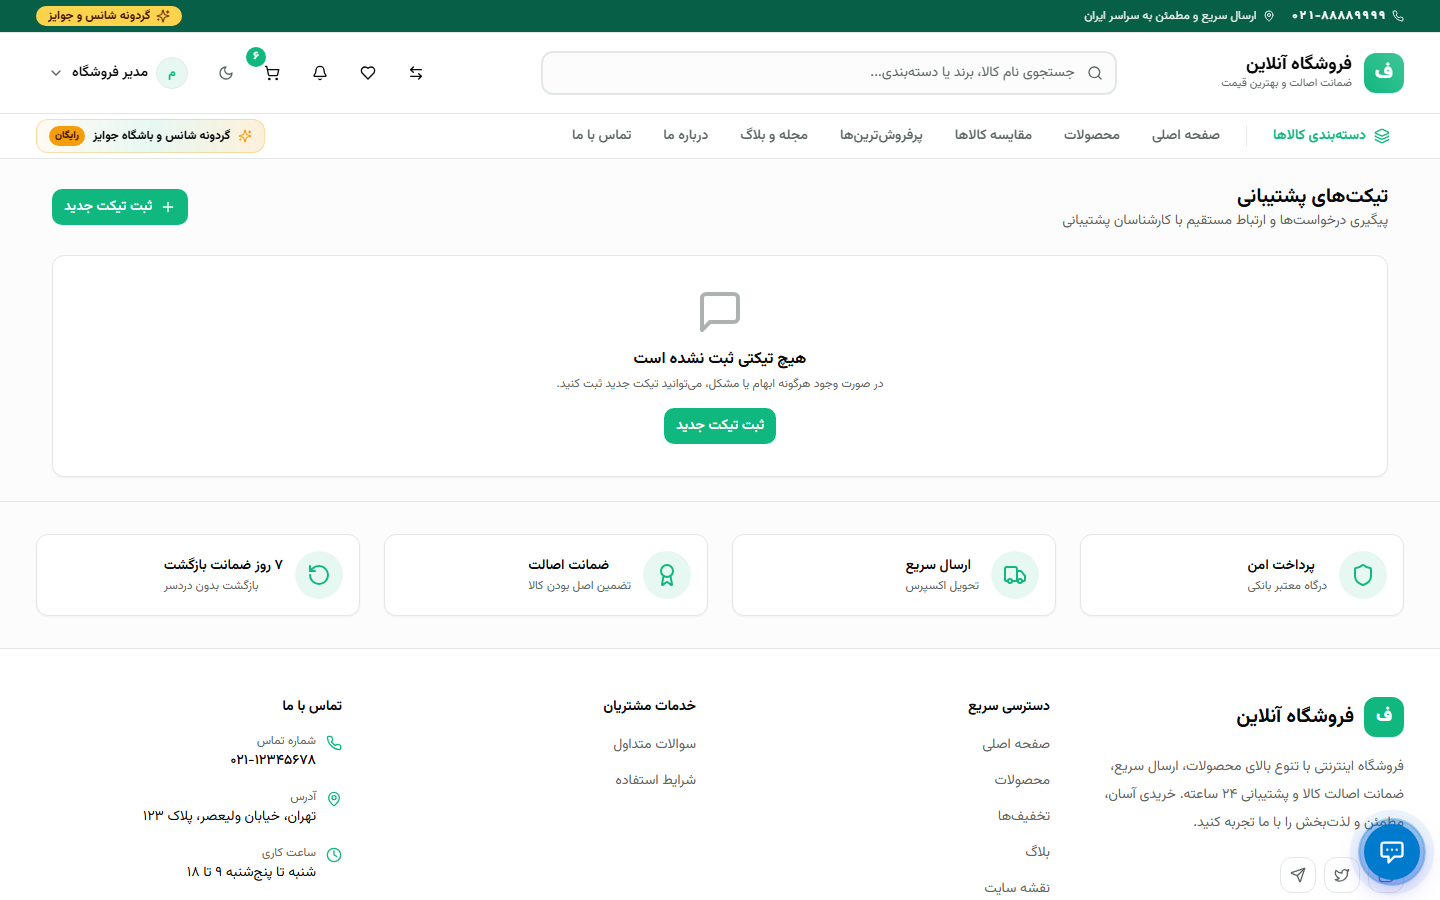 ۰۲۱-۸۸۸۸۹۹۹۹
ارسال سریع و مطمئن به سراسر ایران
گردونه شانس و جوایز
ف
فروشگاه آنلاین
ضمانت اصالت و بهترین قیمت
جستجوی نام کالا، برند یا دسته‌بندی...
۶
م
مدیر فروشگاه
دسته‌بندی کالاها
صفحه اصلی
محصولات
مقایسه کالاها
پرفروش‌ترین‌ها
مجله و بلاگ
درباره ما
تماس با ما
گردونه شانس و باشگاه جوایز
رایگان
تیکت‌های پشتیبانی
پیگیری درخواست‌ها و ارتباط مستقیم با کارشناسان پشتیبانی
ثبت تیکت جدید
هیچ تیکتی ثبت نشده است
در صورت وجود هرگونه ابهام یا مشکل، می‌توانید تیکت جدید ثبت کنید.
ثبت تیکت جدید
پرداخت امن
درگاه معتبر بانکی
ارسال سریع
تحویل اکسپرس
ضمانت اصالت
تضمین اصل بودن کالا
۷ روز ضمانت بازگشت
بازگشت بدون دردسر
ف
فروشگاه آنلاین
فروشگاه اینترنتی با تنوع بالای محصولات، ارسال سریع،
ضمانت اصالت کالا و پشتیبانی ۲۴ ساعته. خریدی آسان،
مطمئن و لذت‌بخش را با ما تجربه کنید.
دسترسی سریع
صفحه اصلی
محصولات
تخفیف‌ها
بلاگ
نقشه سایت
خدمات مشتریان
سوالات متداول
شرایط استفاده
تماس با ما
شماره تماس
۰۲۱-۱۲۳۴۵۶۷۸
آدرس
تهران، خیابان ولیعصر، پلاک ۱۲۳
ساعت کاری
شنبه تا پنج‌شنبه ۹ تا ۱۸